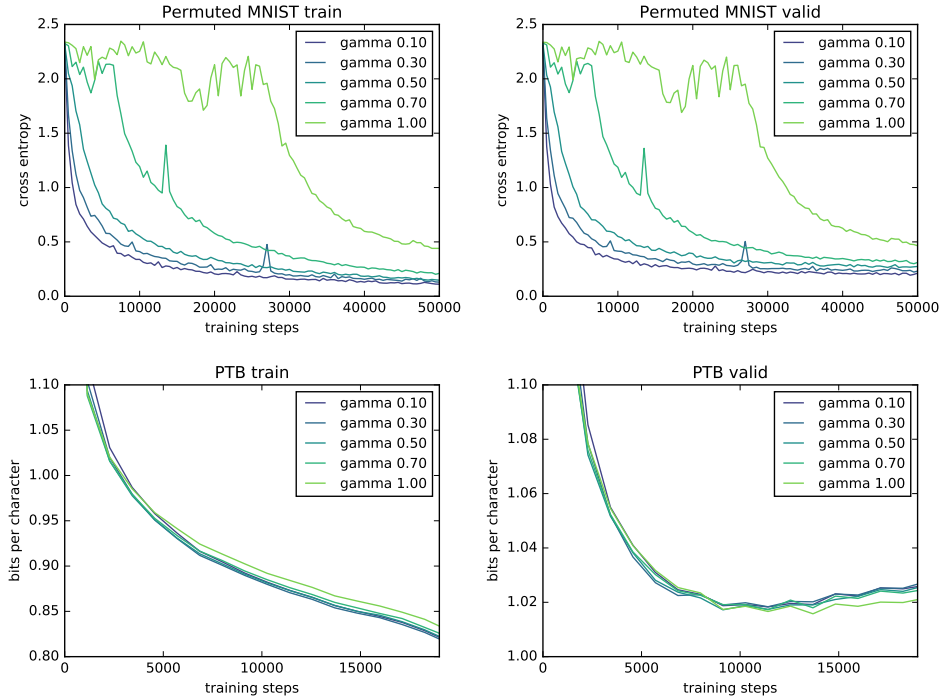 Permuted MNIST train
2.5
2.0
1.5
1.0
0.5
0.0
cross entropy
gamma 0.10
gamma 0.30
gamma 0.50
gamma 0.70
gamma 1.00
0 10000 20000 30000 40000 50000
training steps
Permuted MNIST valid
2.5
2.0
1.5
1.0
0.5
0.0
cross entropy
gamma 0.10
gamma 0.30
gamma 0.50
gamma 0.70
gamma 1.00
0 10000 20000 30000 40000 50000
training steps
PTB train
1.10
1.05
1.00
0.95
0.90
0.85
0.80
bits per character
gamma 0.10
gamma 0.30
gamma 0.50
gamma 0.70
gamma 1.00
0 5000 10000 15000
training steps
PTB valid
1.10
1.08
1.06
1.04
1.02
1.00
bits per character
gamma 0.10
gamma 0.30
gamma 0.50
gamma 0.70
gamma 1.00
0 5000 10000 15000
training steps